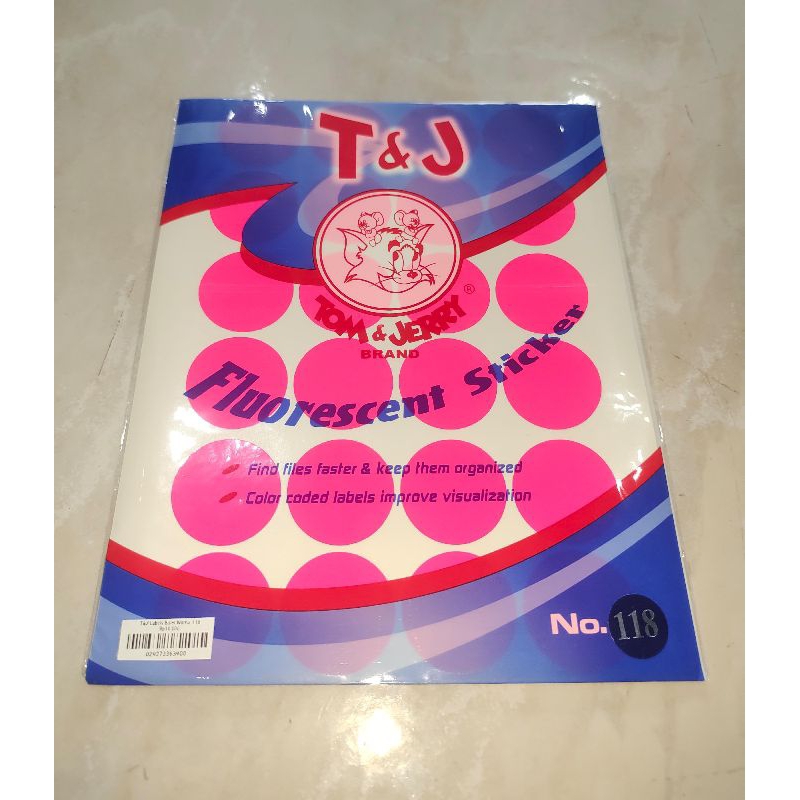 T & J
TOM & JERRY ®
BRAND
Fluorescent Sticker
Find files faster & keep them organized
Color coded labels improve visualization
No. 118